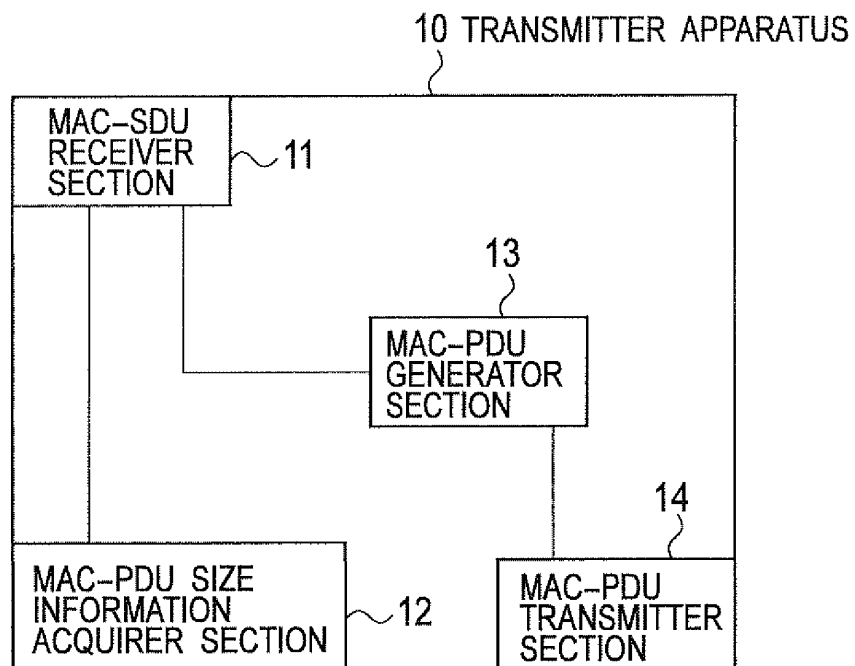 10 TRANSMITTER APPARATUS
MAC-SDU
RECEIVER
SECTION
11
13
MAC-PDU
GENERATOR
SECTION
14
MAC-PDU SIZE
INFORMATION
ACQUIRER SECTION
12
MAC-PDU
TRANSMITTER
SECTION